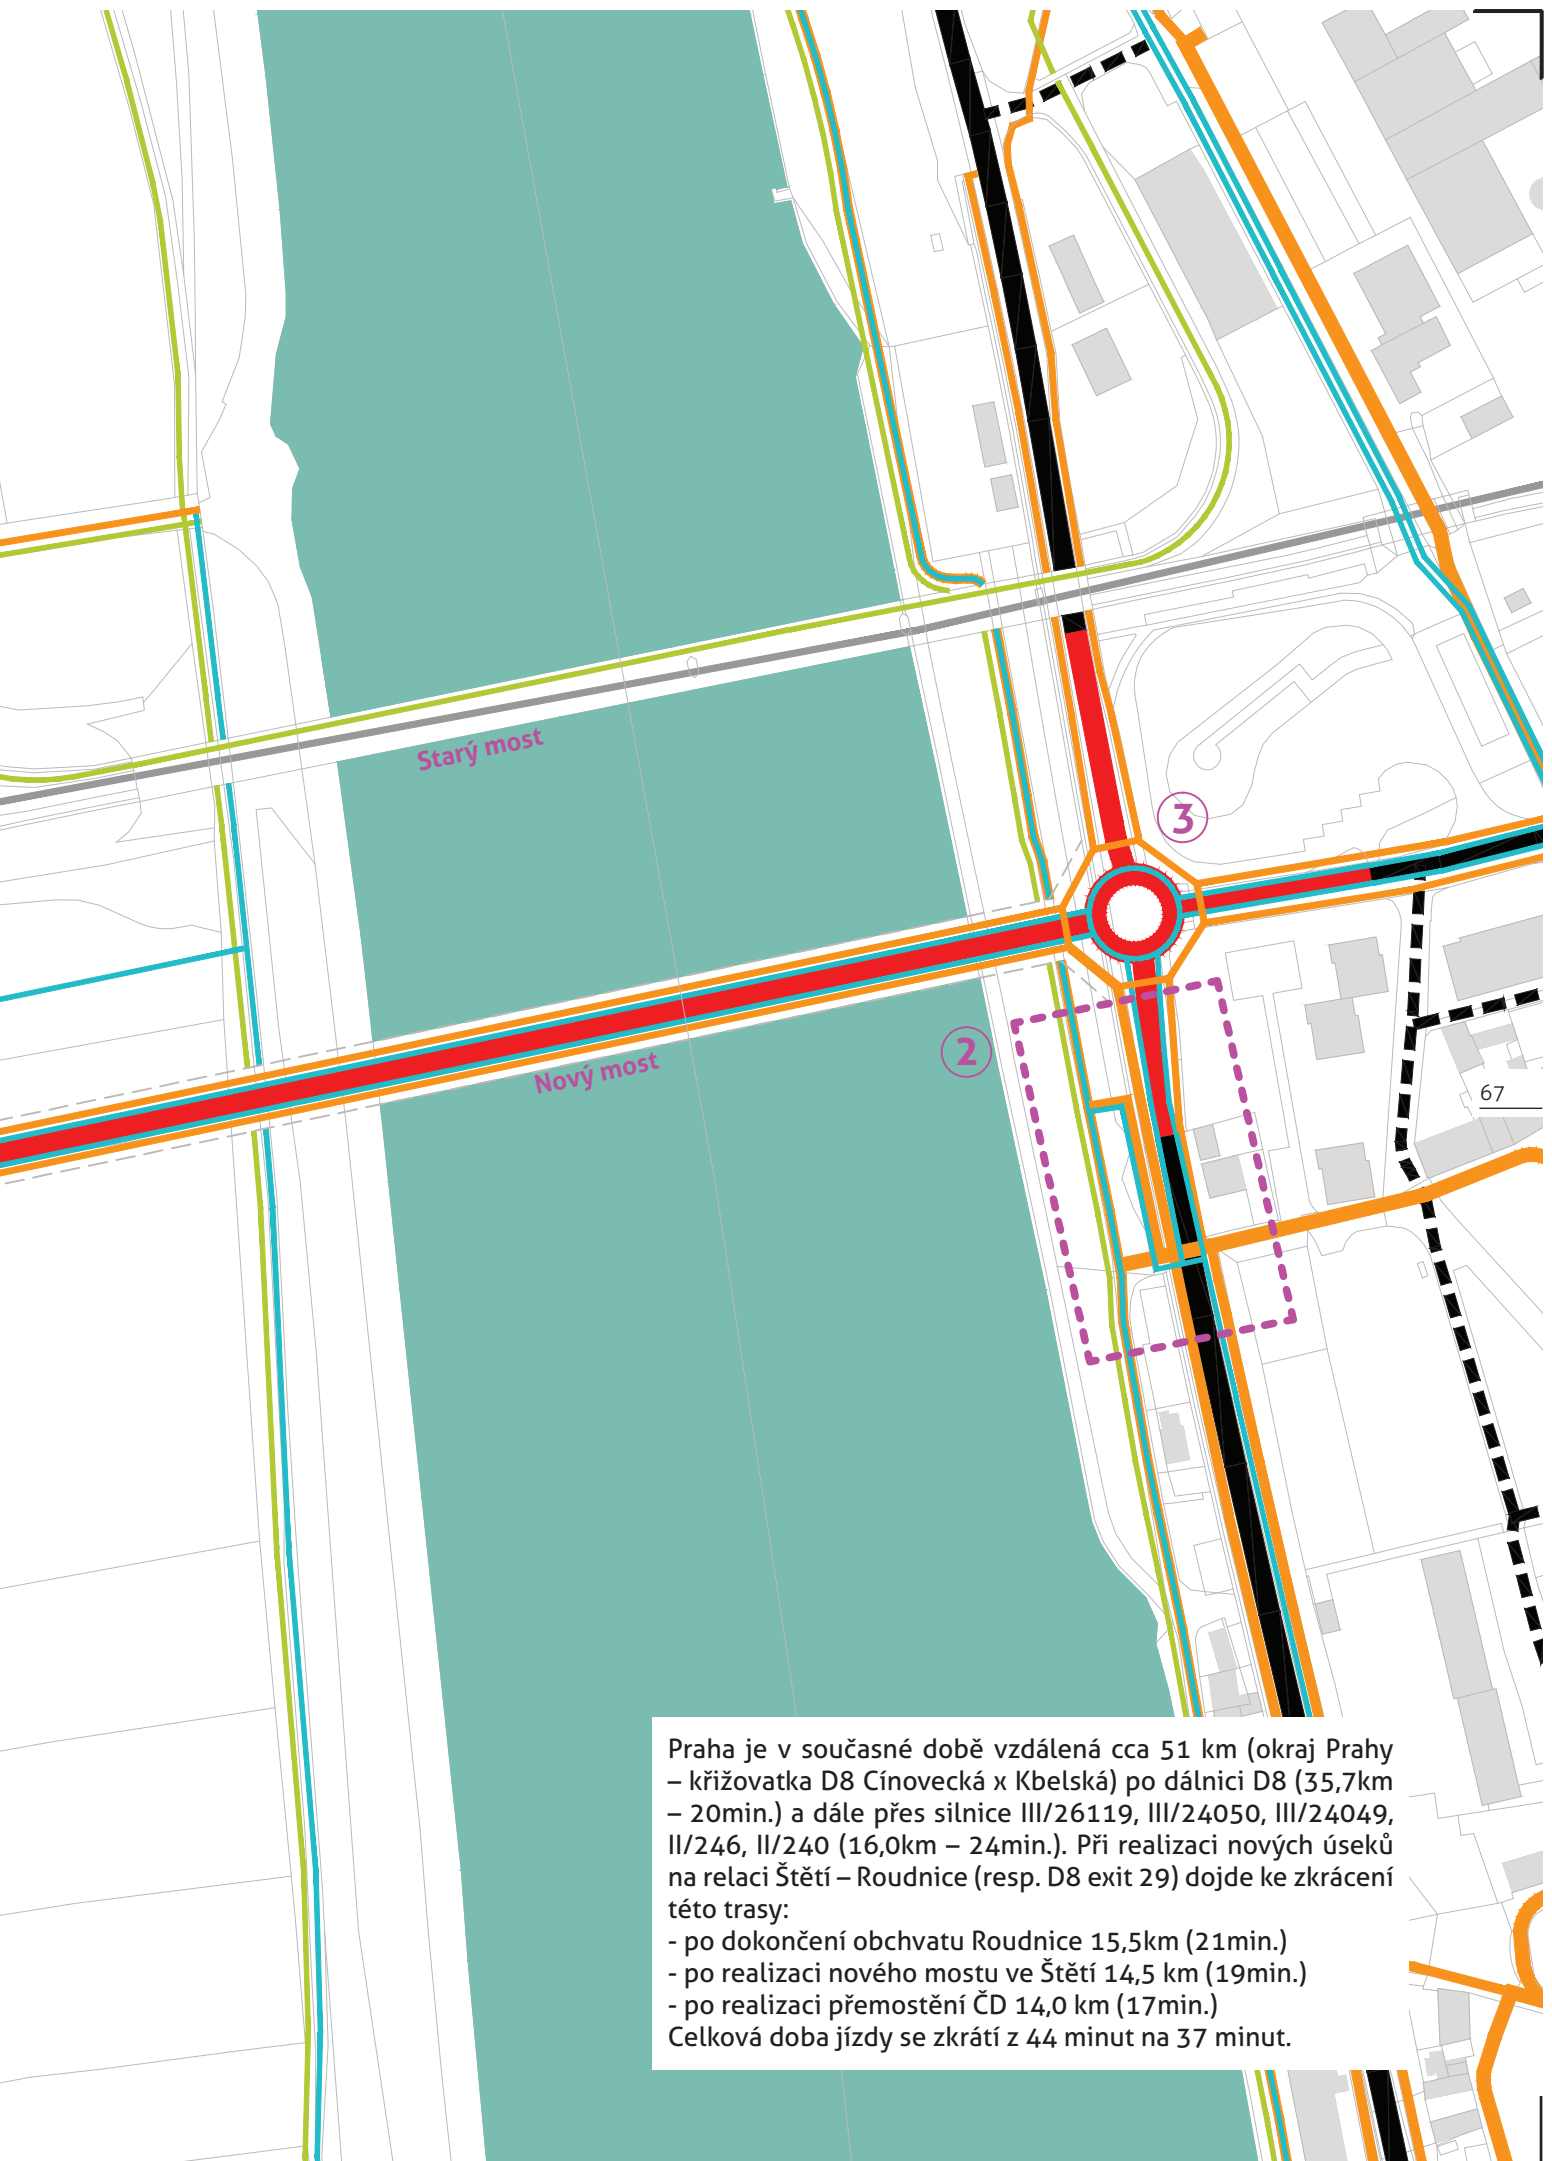 Starý most
3
2
Nový most
67
Praha je v současné době vzdálená cca 51 km (okraj Prahy
– křižovatka D8 Cínovecká x Kbelská) po dálnici D8 (35,7km
– 20min.) a dále přes silnice III/26119, III/24050, III/24049,
II/246, II/240 (16,0km – 24min.). Při realizaci nových úseků
na relaci Štětí – Roudnice (resp. D8 exit 29) dojde ke zkrácení
této trasy:
- po dokončení obchvatu Roudnice 15,5km (21min.)
- po realizaci nového mostu ve Štětí 14,5 km (19min.)
- po realizaci přemostění ČD 14,0 km (17min.)
Celková doba jízdy se zkrátí z 44 minut na 37 minut.